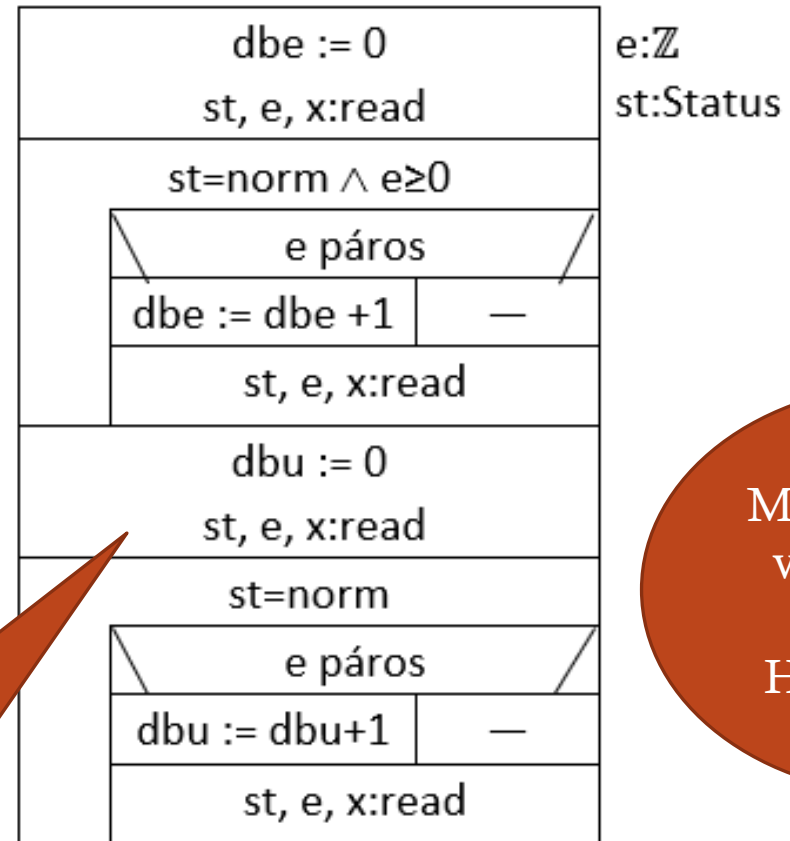 dbe := 0
e:ℤ
st, e, x:read
st:Status
st=norm ∧ e≥0
e páros
dbe := dbe +1
—
st, e, x:read
dbu := 0
st, e, x:read
st=norm
e páros
dbu := dbu+1
—
st, e, x:read